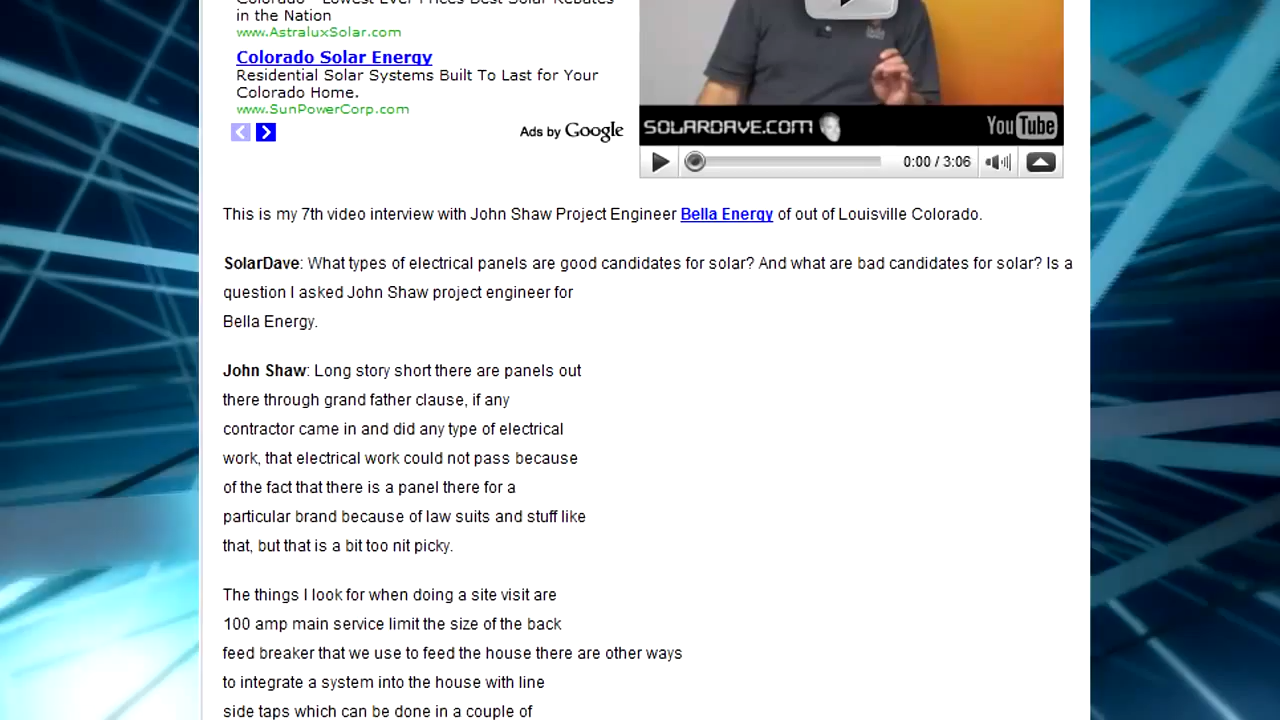 Colorado - Lowest Ever Prices Best Solar Rebates
in the Nation
www.AstraluxSolar.com
Colorado Solar Energy
Residential Solar Systems Built To Last for Your
Colorado Home.
www.SunPowerCorp.com
Ads by Google
SOLARDAVE.COM
YouTube
0:00 / 3:06
This is my 7th video interview with John Shaw Project Engineer Bella Energy of out of Louisville Colorado.
SolarDave: What types of electrical panels are good candidates for solar? And what are bad candidates for solar? Is a
question I asked John Shaw project engineer for
Bella Energy.
John Shaw: Long story short there are panels out
there through grand father clause, if any
contractor came in and did any type of electrical
work, that electrical work could not pass because
of the fact that there is a panel there for a
particular brand because of law suits and stuff like
that, but that is a bit too nit picky.
The things I look for when doing a site visit are
100 amp main service limit the size of the back
feed breaker that we use to feed the house there are other ways
to integrate a system into the house with line
side taps which can be done in a couple of